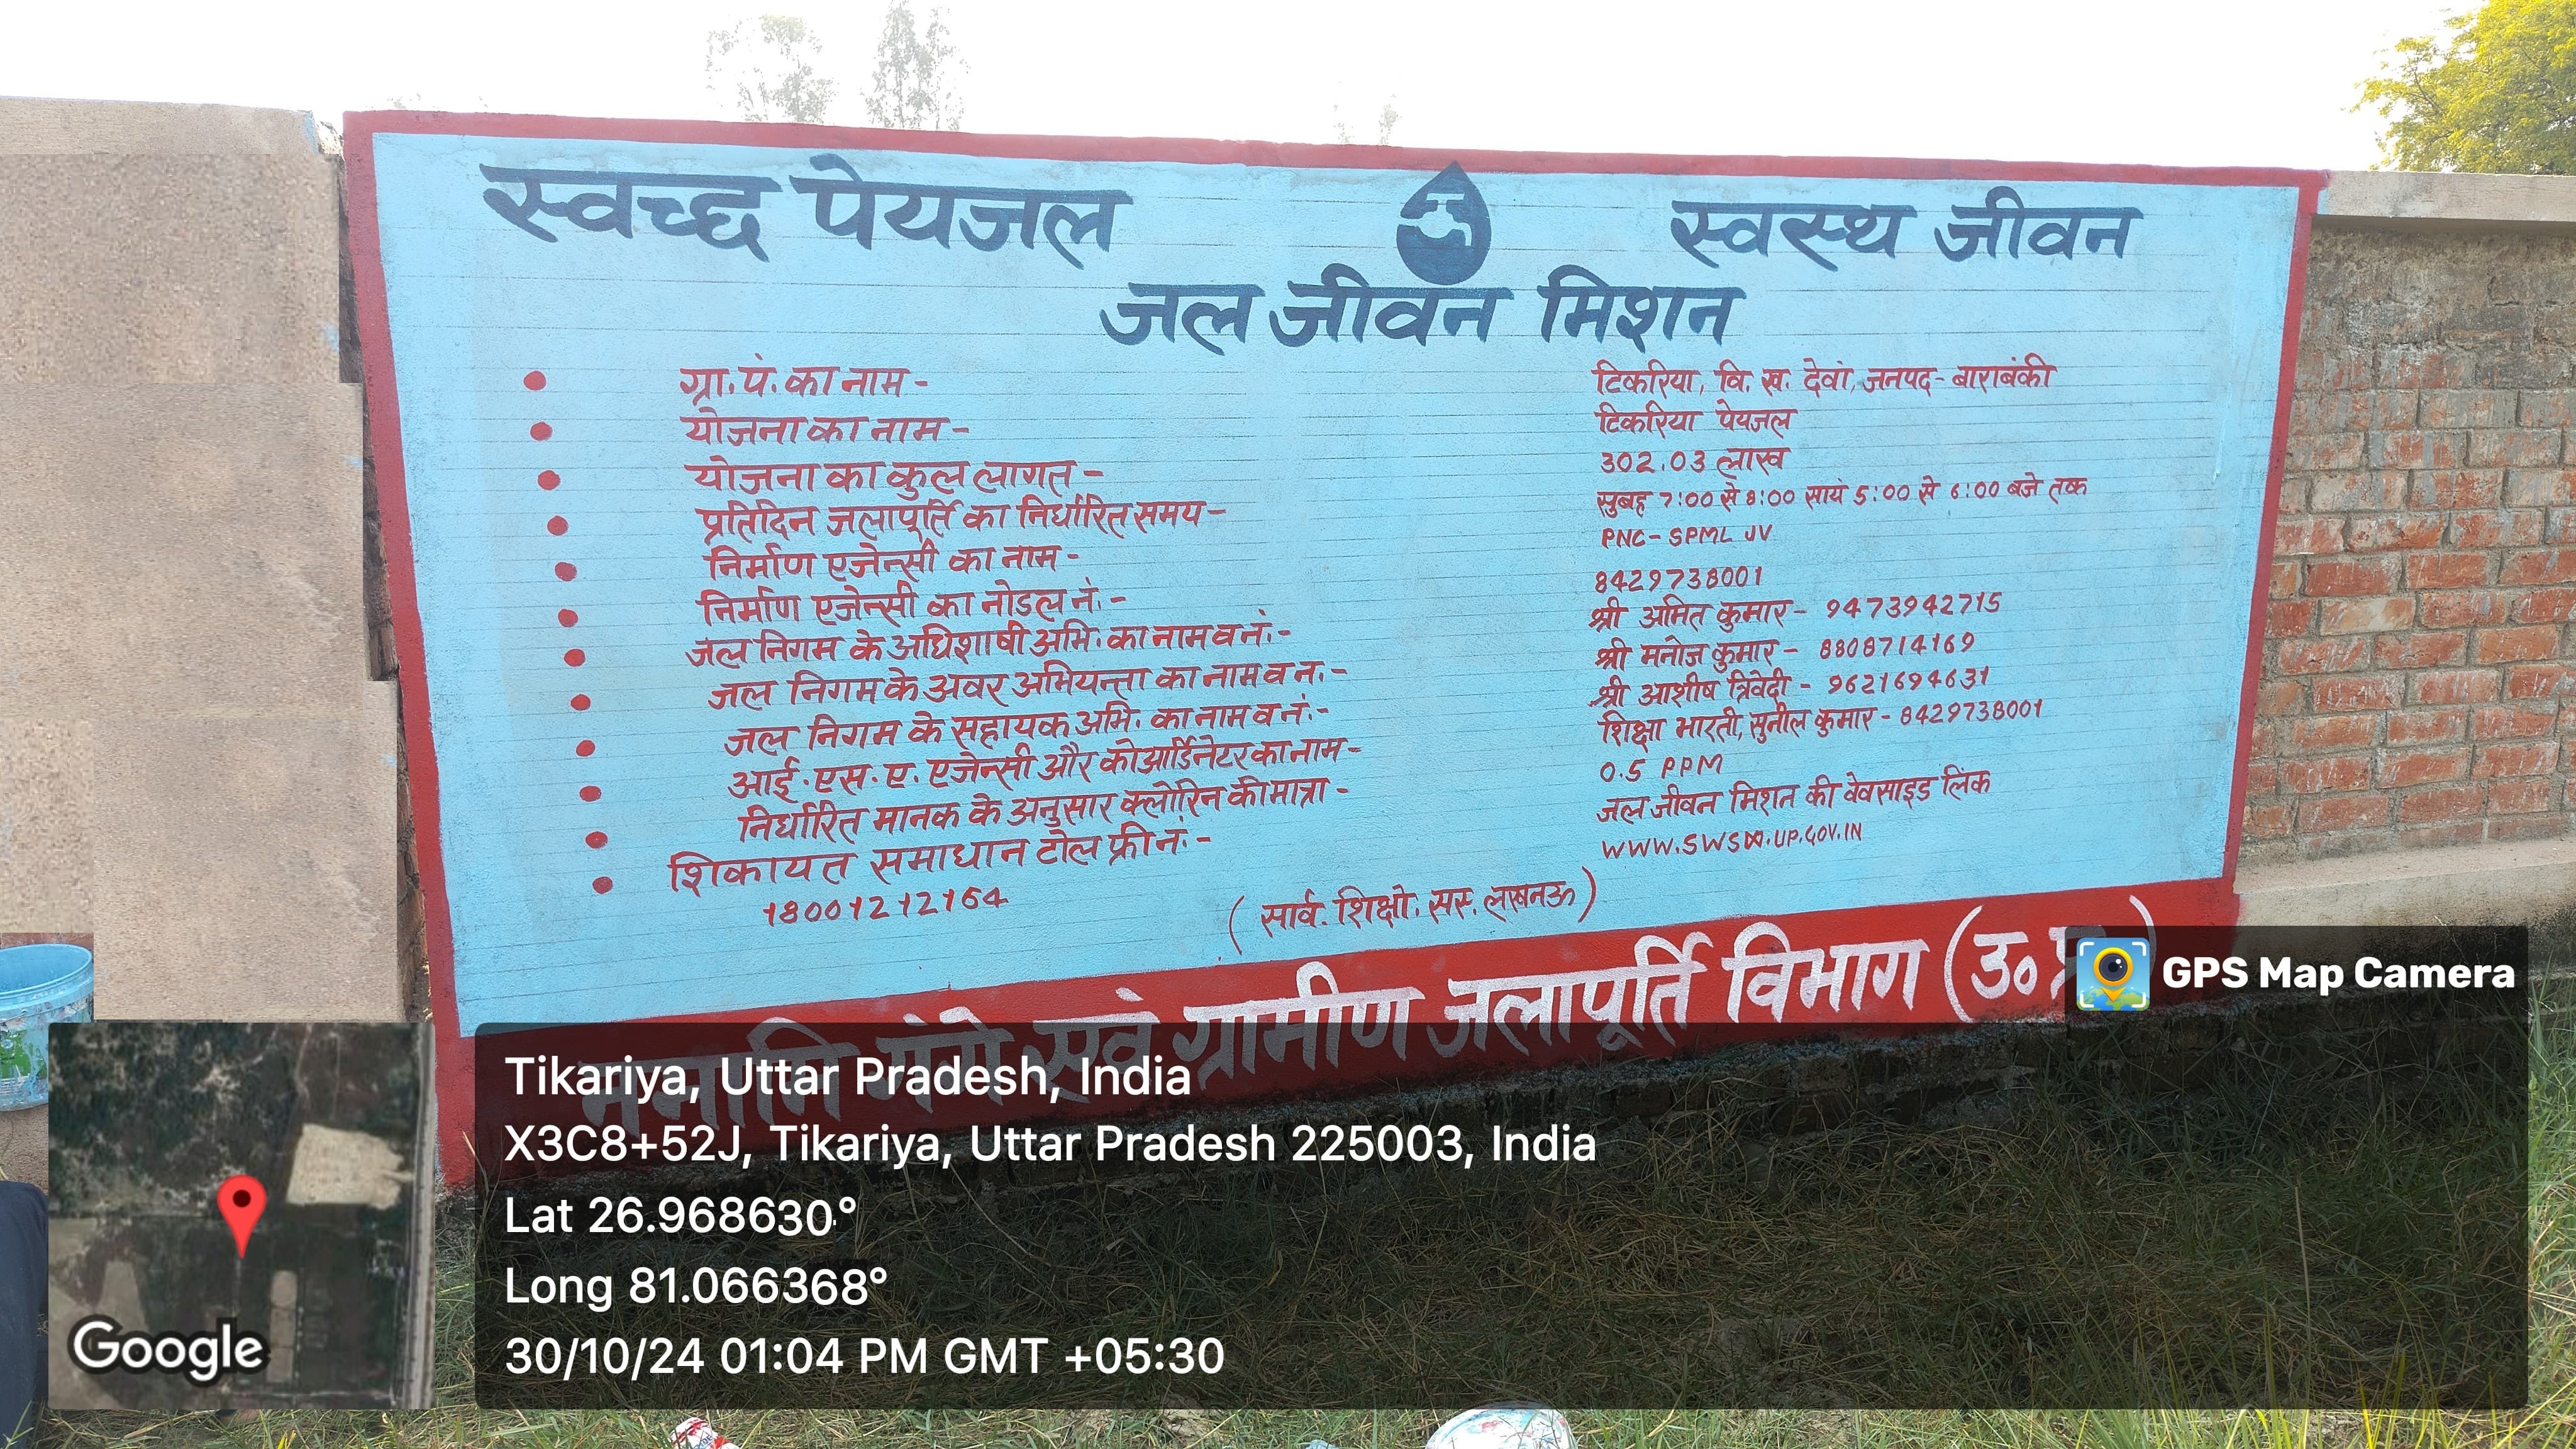 स्वच्छ पेयजल स्वस्थ जीवन
जल जीवन मिशन
• ग्रा. पं. का नाम - टिकरिया, वि. ख. देवां, जनपद- बाराबंकी
• योजना का नाम - टिकरिया पेयजल
• योजना का कुल लागत - 302.03 लाख
• प्रतिदिन जलापूर्ति का निर्धारित समय - सुबह 7:00 से 8:00 सायं 5:00 से 6:00 बजे तक
• निर्माण एजेन्सी का नाम - PNC-SPML JV
• निर्माण एजेन्सी का नोडल नं. - 8429738001
• जल निगम के अधिशाषी अभि. का नाम व नं. - श्री अमित कुमार - 9473942715
• जल निगम के अवर अभियन्ता का नाम व नं. - श्री मनोज कुमार - 8808714169
• जल निगम के सहायक अभि. का नाम व नं. - श्री आशीष त्रिवेदी - 9621694631
• आई. एस. ए. एजेन्सी और कोआर्डिनेटर का नाम - शिक्षा भारती, सुनील कुमार - 8429738001
• निर्धारित मानक के अनुसार क्लोरिन की मात्रा - 0.5 PPM
• शिकायत समाधान टोल फ्री नं. - जल जीवन मिशन की वेवसाइड लिंक
18001212164 WWW.SWSM.UP.GOV.IN
( सार्व. शिक्षो. सस. लखनऊ )
नमामि गंगे एवं ग्रामीण जलापूर्ति विभाग (उ० प्र
GPS Map Camera
Tikariya, Uttar Pradesh, India
X3C8+52J, Tikariya, Uttar Pradesh 225003, India
Lat 26.968630°
Long 81.066368°
30/10/24 01:04 PM GMT +05:30
Google